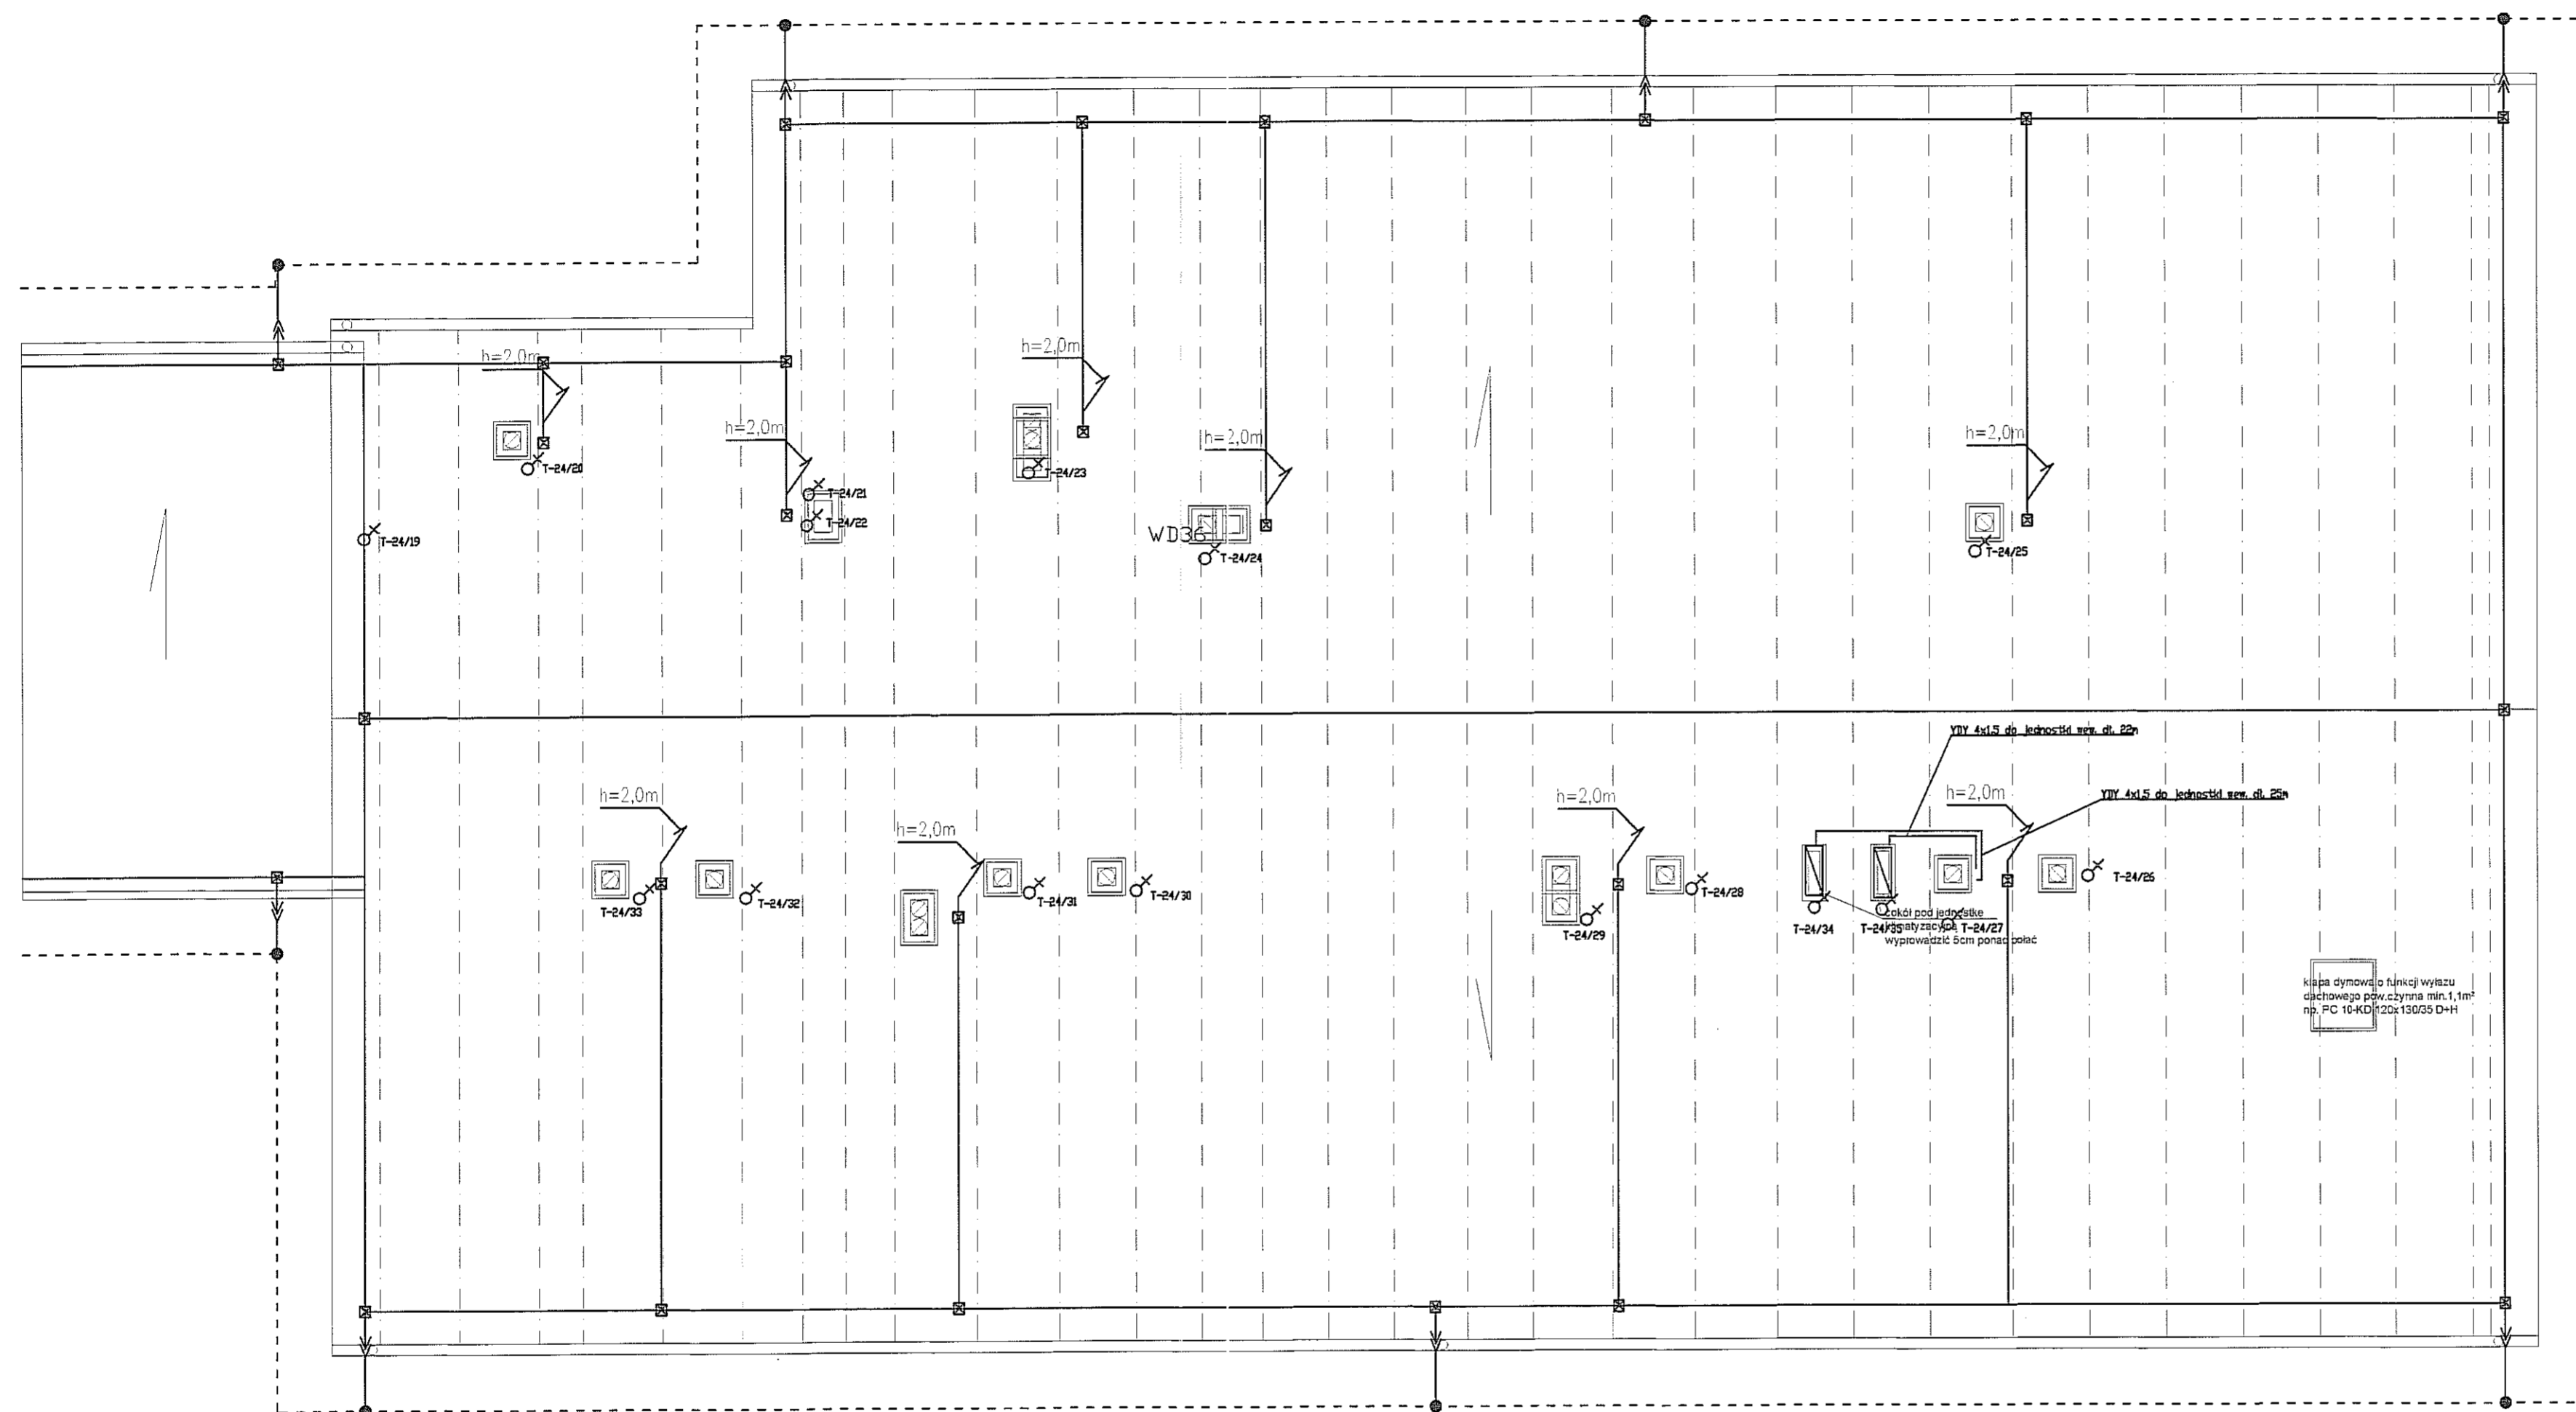 h=2,0m
h=2,0m
h=2,0m
h=2,0m
h=2,0m
T-24/20
T-24/23
T-24/21
T-24/22
WD36
T-24/19
T-24/24
T-24/25
YDY 4x1,5 do jednostki wew. dł. 22m
YDY 4x1,5 do jednostki wew. dł. 25m
h=2,0m
h=2,0m
h=2,0m
h=2,0m
T-24/33
T-24/32
T-24/31
T-24/30
T-24/29
T-24/28
T-24/34
T-24/35
T-24/27
T-24/26
cokół pod jednostkę
klimatyzacyjną
wyprowadzić 5cm ponad połać
klapa dymowa o funkcji wyłazu
dachowego pow.czynna min.1,1m²
np. PC 10-KD 120x130/35 D+H